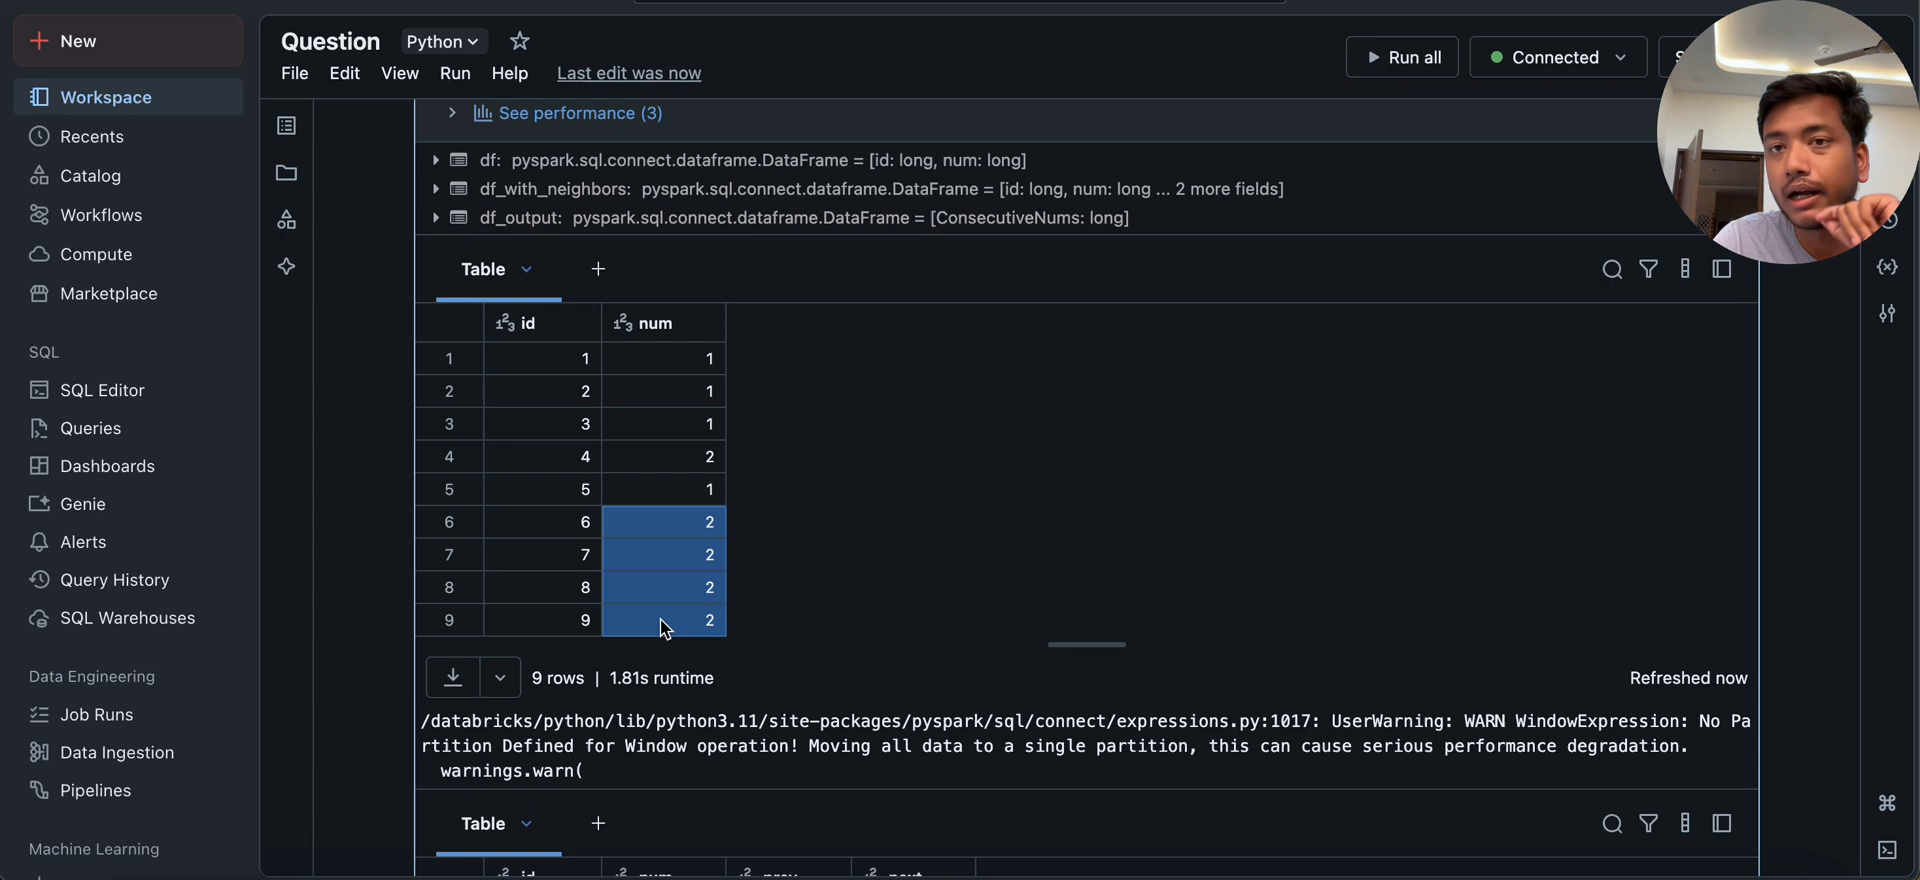 New
Workspace
Recents
Catalog
Workflows
Compute
Marketplace
SQL
SQL Editor
Queries
Dashboards
Genie
Alerts
Query History
SQL Warehouses
Data Engineering
Job Runs
Data Ingestion
Pipelines
Machine Learning
Question Python
File Edit View Run Help Last edit was now
Run all Connected
See performance (3)
df: pyspark.sql.connect.dataframe.DataFrame = [id: long, num: long]
df_with_neighbors: pyspark.sql.connect.dataframe.DataFrame = [id: long, num: long ... 2 more fields]
df_output: pyspark.sql.connect.dataframe.DataFrame = [ConsecutiveNums: long]
Table +
id num
1 1 1
2 2 1
3 3 1
4 4 2
5 5 1
6 6 2
7 7 2
8 8 2
9 9 2
9 rows | 1.81s runtime Refreshed now
/databricks/python/lib/python3.11/site-packages/pyspark/sql/connect/expressions.py:1017: UserWarning: WARN WindowExpression: No Pa
rtition Defined for Window operation! Moving all data to a single partition, this can cause serious performance degradation.
warnings.warn(
Table +